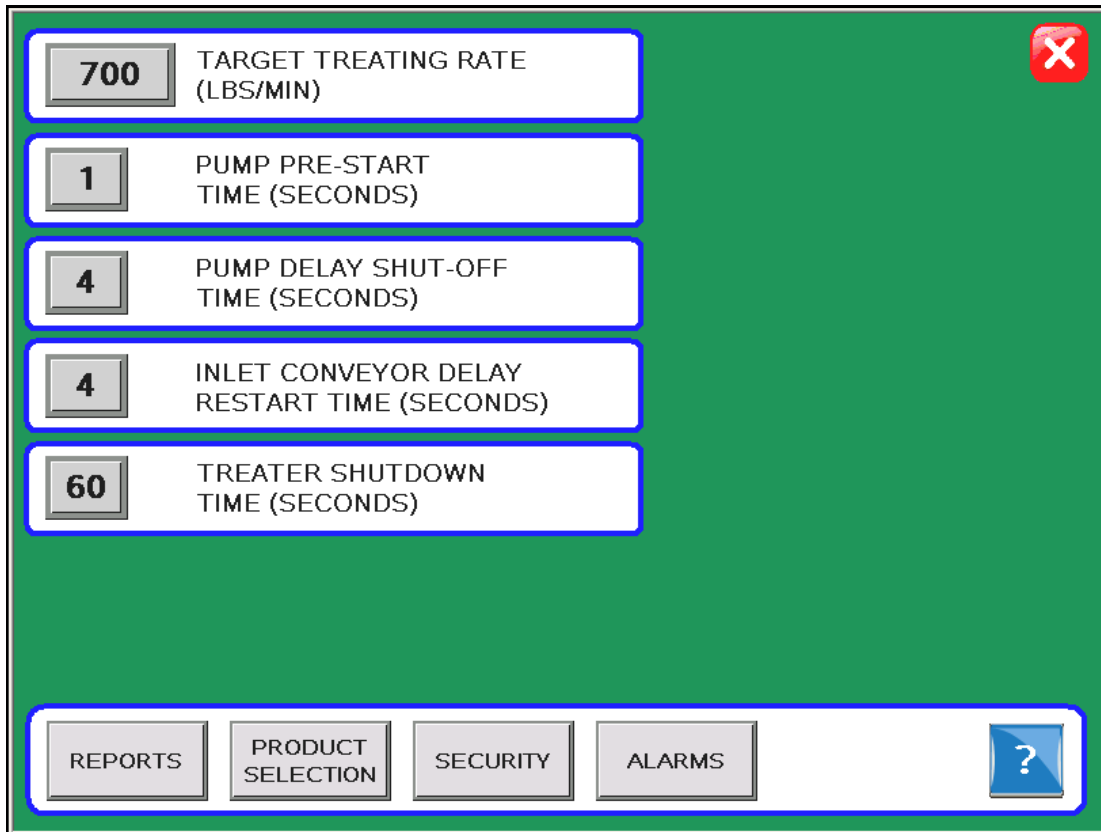 700
TARGET TREATING RATE
(LBS/MIN)
1
PUMP PRE-START
TIME (SECONDS)
4
PUMP DELAY SHUT-OFF
TIME (SECONDS)
4
INLET CONVEYOR DELAY
RESTART TIME (SECONDS)
60
TREATER SHUTDOWN
TIME (SECONDS)
REPORTS
PRODUCT
SELECTION
SECURITY
ALARMS
?